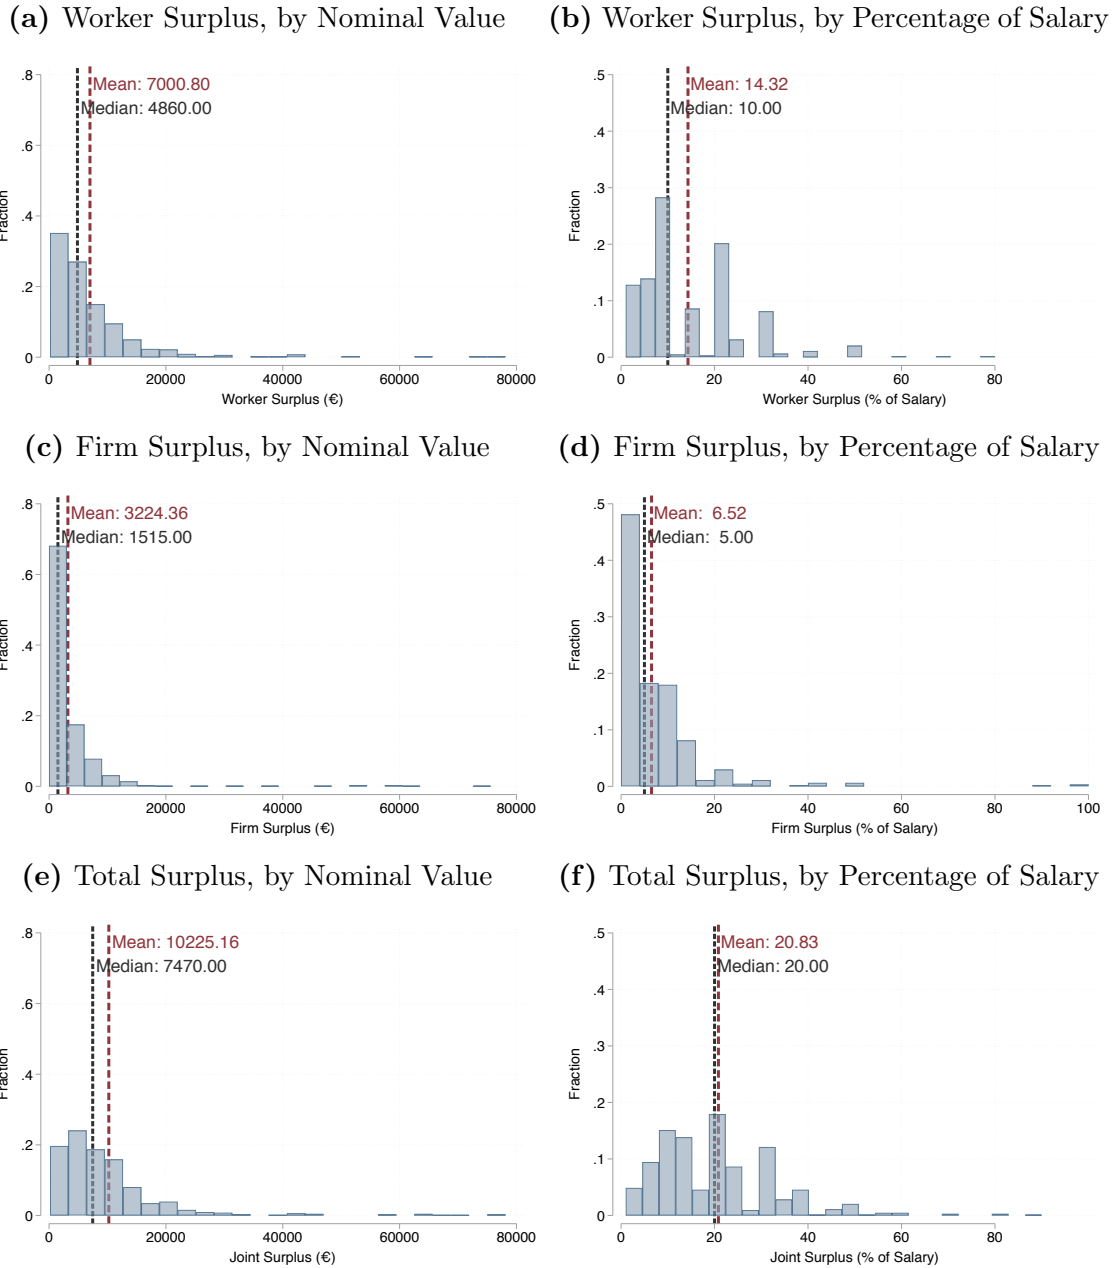 (a) Worker Surplus, by Nominal Value
.8
.6
.4
.2
0
Fraction
Mean: 7000.80
Median: 4860.00
0 20000 40000 60000 80000
Worker Surplus (€)
(b) Worker Surplus, by Percentage of Salary
.5
.4
.3
.2
.1
0
Fraction
Mean: 14.32
Median: 10.00
0 20 40 60 80
Worker Surplus (% of Salary)
(c) Firm Surplus, by Nominal Value
.8
.6
.4
.2
0
Fraction
Mean: 3224.36
Median: 1515.00
0 20000 40000 60000 80000
Firm Surplus (€)
(d) Firm Surplus, by Percentage of Salary
.5
.4
.3
.2
.1
0
Fraction
Mean: 6.52
Median: 5.00
0 20 40 60 80 100
Firm Surplus (% of Salary)
(e) Total Surplus, by Nominal Value
.8
.6
.4
.2
0
Fraction
Mean: 10225.16
Median: 7470.00
0 20000 40000 60000 80000
Joint Surplus (€)
(f) Total Surplus, by Percentage of Salary
.5
.4
.3
.2
.1
0
Fraction
Mean: 20.83
Median: 20.00
0 20 40 60 80
Joint Surplus (% of Salary)